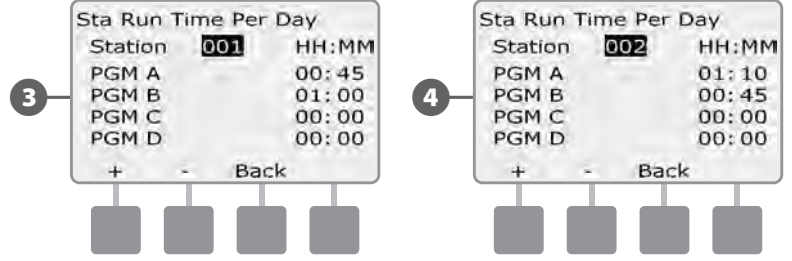 3
Sta Run Time Per Day
Station 001 HH:MM
PGM A 00:45
PGM B 01:00
PGM C 00:00
PGM D 00:00
+ - Back
4
Sta Run Time Per Day
Station 002 HH:MM
PGM A 01:10
PGM B 00:45
PGM C 00:00
PGM D 00:00
+ - Back